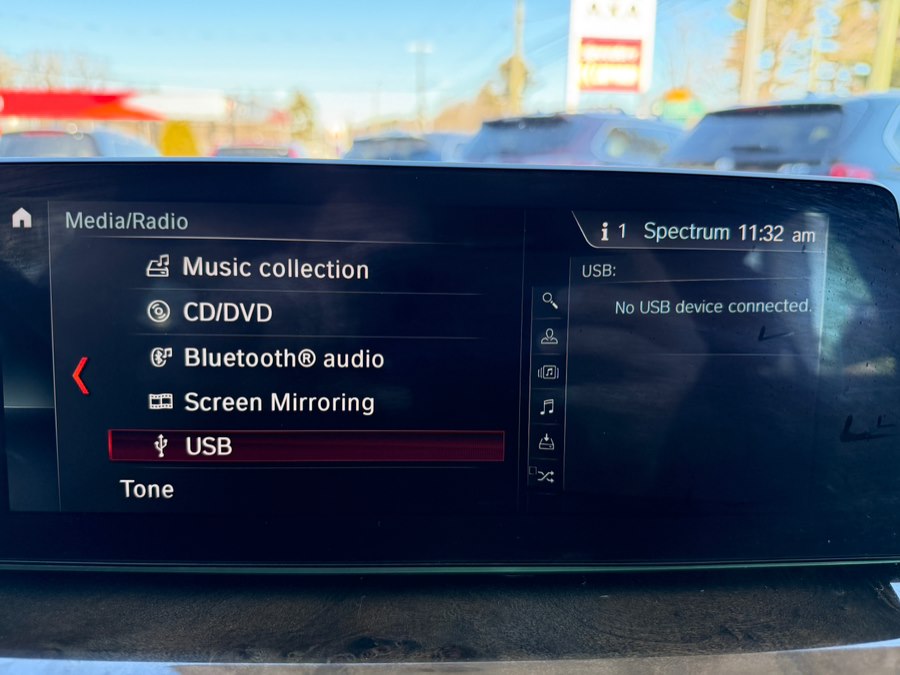 Media/Radio
i 1 Spectrum 11:32 am
Music collection
CD/DVD
Bluetooth® audio
Screen Mirroring
USB
Tone
USB:
No USB device connected.